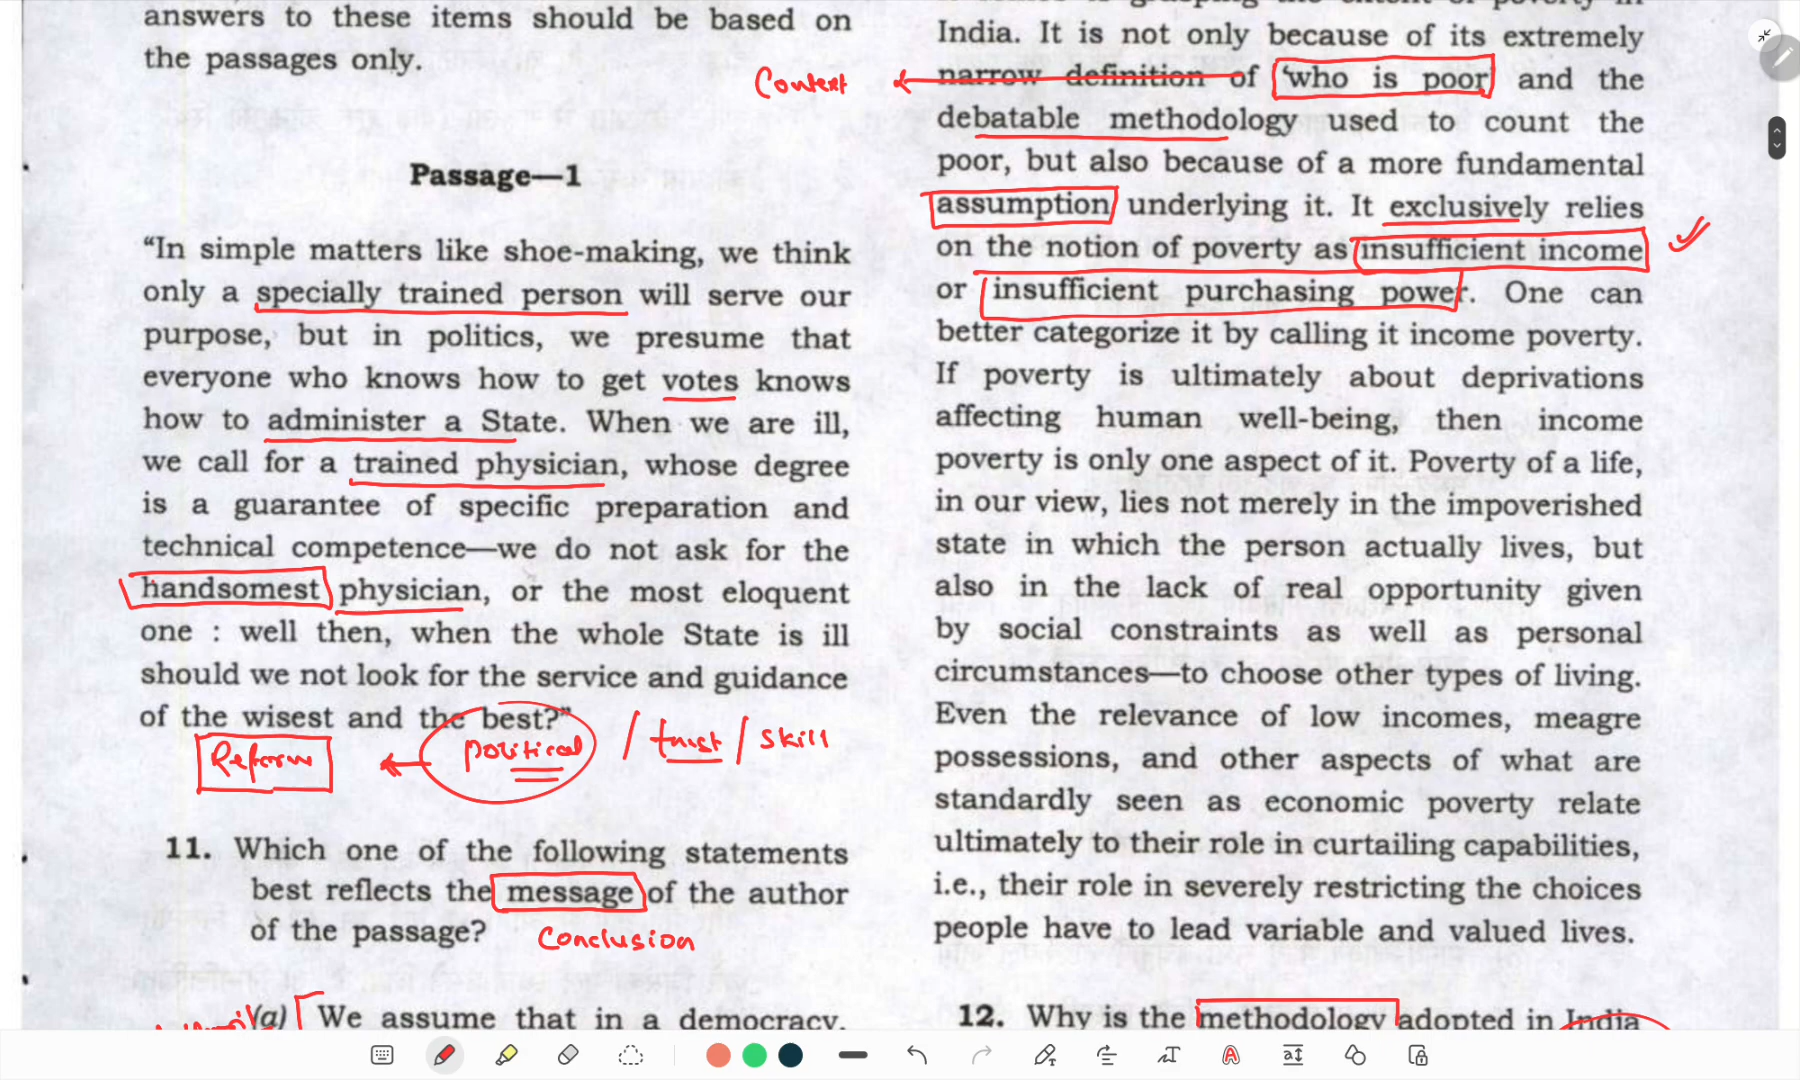 answers to these items should be based on
the passages only.
Passage—1
“In simple matters like shoe-making, we think
only a specially trained person will serve our
purpose, but in politics, we presume that
everyone who knows how to get votes knows
how to administer a State. When we are ill,
we call for a trained physician, whose degree
is a guarantee of specific preparation and
technical competence—we do not ask for the
handsomest physician, or the most eloquent
one : well then, when the whole State is ill
should we not look for the service and guidance
of the wisest and the best?”
Reform
political / trust / skill
11. Which one of the following statements
best reflects the message of the author
of the passage?
Conclusion
(a) We assume that in a democracy,
India. It is not only because of its extremely
Context
narrow definition of ‘who is poor’ and the
debatable methodology used to count the
poor, but also because of a more fundamental
assumption underlying it. It exclusively relies
on the notion of poverty as insufficient income
or insufficient purchasing power. One can
better categorize it by calling it income poverty.
If poverty is ultimately about deprivations
affecting human well-being, then income
poverty is only one aspect of it. Poverty of a life,
in our view, lies not merely in the impoverished
state in which the person actually lives, but
also in the lack of real opportunity given
by social constraints as well as personal
circumstances—to choose other types of living.
Even the relevance of low incomes, meagre
possessions, and other aspects of what are
standardly seen as economic poverty relate
ultimately to their role in curtailing capabilities,
i.e., their role in severely restricting the choices
people have to lead variable and valued lives.
12. Why is the methodology adopted in India